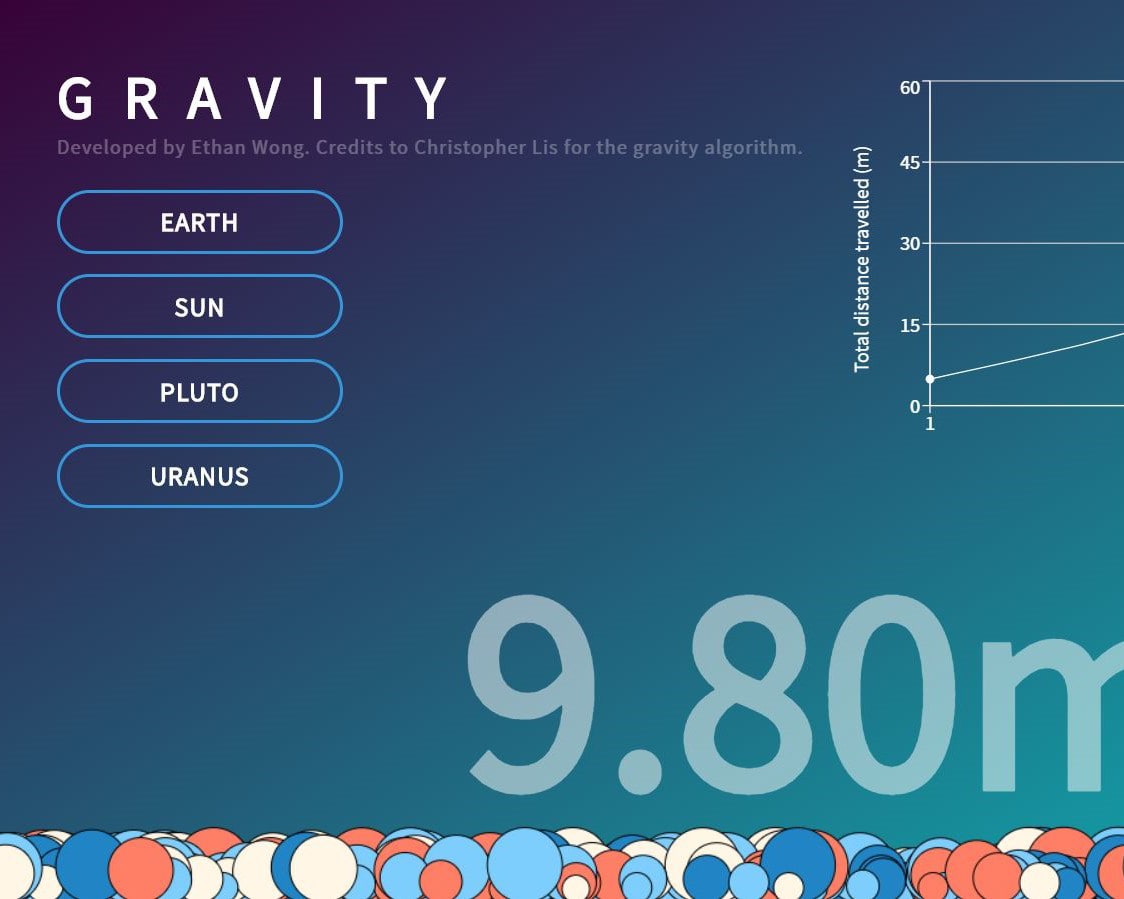 G R A V I T Y
Developed by Ethan Wong. Credits to Christopher Lis for the gravity algorithm.
EARTH
SUN
PLUTO
URANUS
Total distance travelled (m)
60
45
30
15
0
1
9.80m